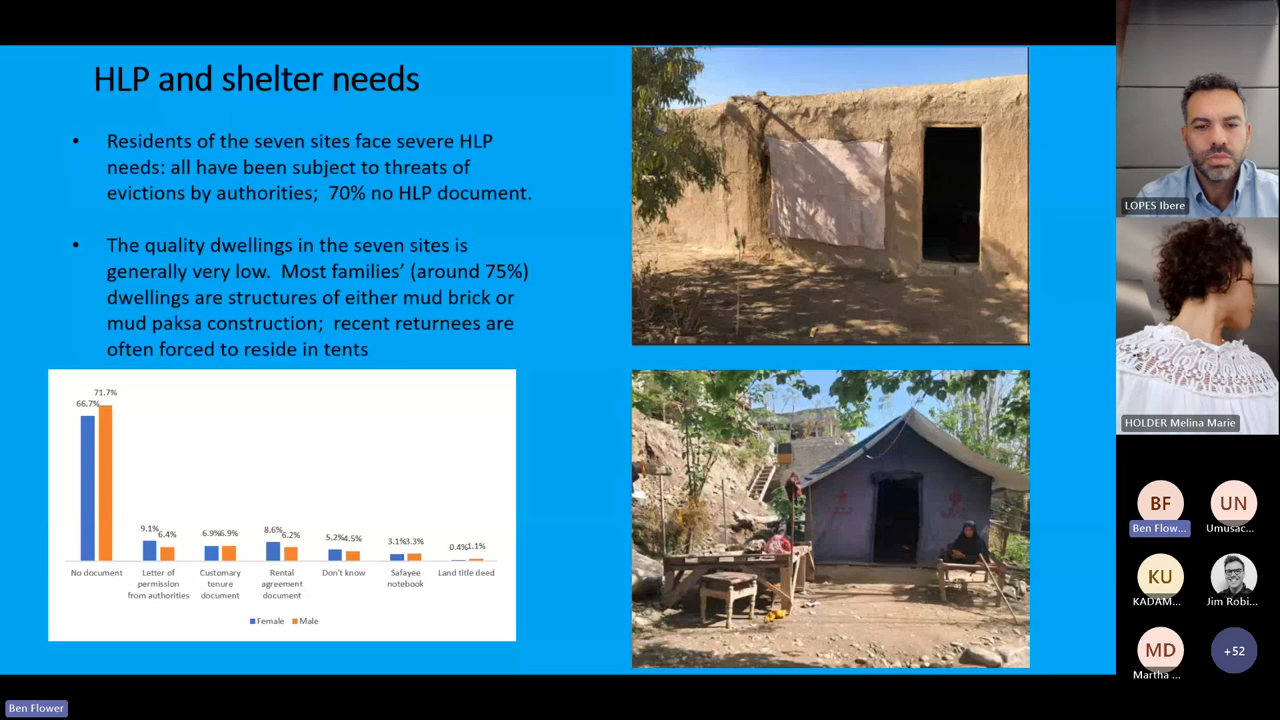 HLP and shelter needs
• Residents of the seven sites face severe HLP
needs: all have been subject to threats of
evictions by authorities; 70% no HLP document.
• The quality dwellings in the seven sites is
generally very low. Most families’ (around 75%)
dwellings are structures of either mud brick or
mud paksa construction; recent returnees are
often forced to reside in tents
66.7% 71.7%
9.1% 6.4%
6.9% 6.9%
8.6% 6.2%
5.2% 4.5%
3.1% 3.3%
0.4% 1.1%
No document
Letter of
permission
from authorities
Customary
tenure
document
Rental
agreement
document
Don't know
Safayee
notebook
Land title deed
Female Male
LOPES Ibere
HOLDER Melina Marie
BF
Ben Flow...
UN
Umusac...
KU
KADAM...
Jim Robi...
MD
Martha ...
+52
Ben Flower